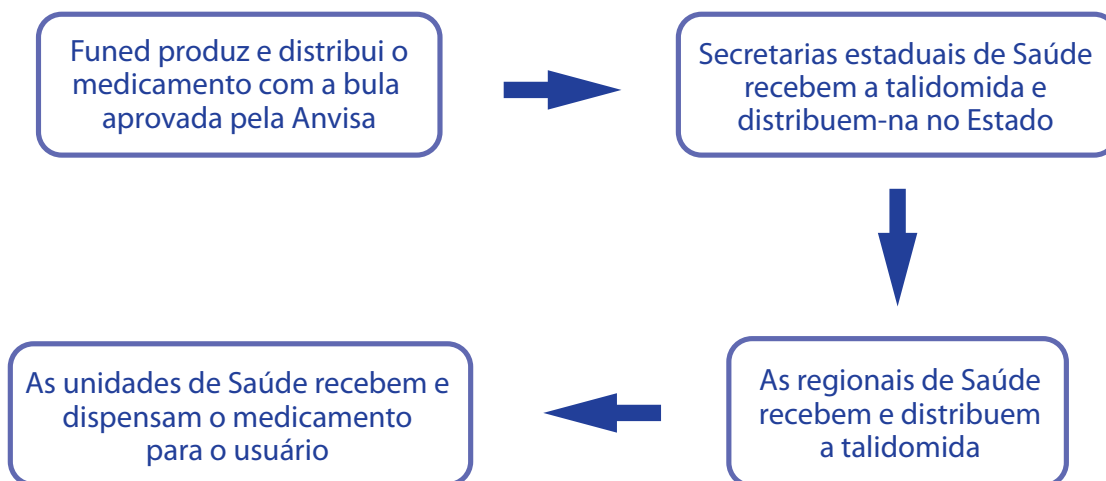 Funed produz e distribui o
medicamento com a bula
aprovada pela Anvisa
Secretarias estaduais de Saúde
recebem a talidomida e
distribuem-na no Estado
As regionais de Saúde
recebem e distribuem
a talidomida
As unidades de Saúde recebem e
dispensam o medicamento
para o usuário